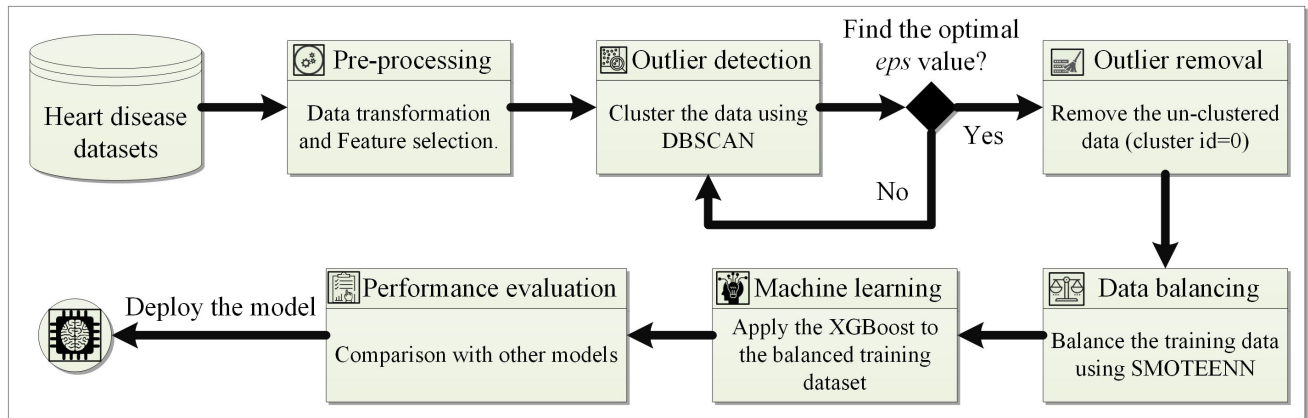 Heart disease
datasets
Pre-processing
Data transformation
and Feature selection.
Outlier detection
Cluster the data using
DBSCAN
Find the optimal
eps value?
Yes
No
Outlier removal
Remove the un-clustered
data (cluster id=0)
Data balancing
Balance the training data
using SMOTEENN
Machine learning
Apply the XGBoost to
the balanced training
dataset
Performance evaluation
Comparison with other models
Deploy the model